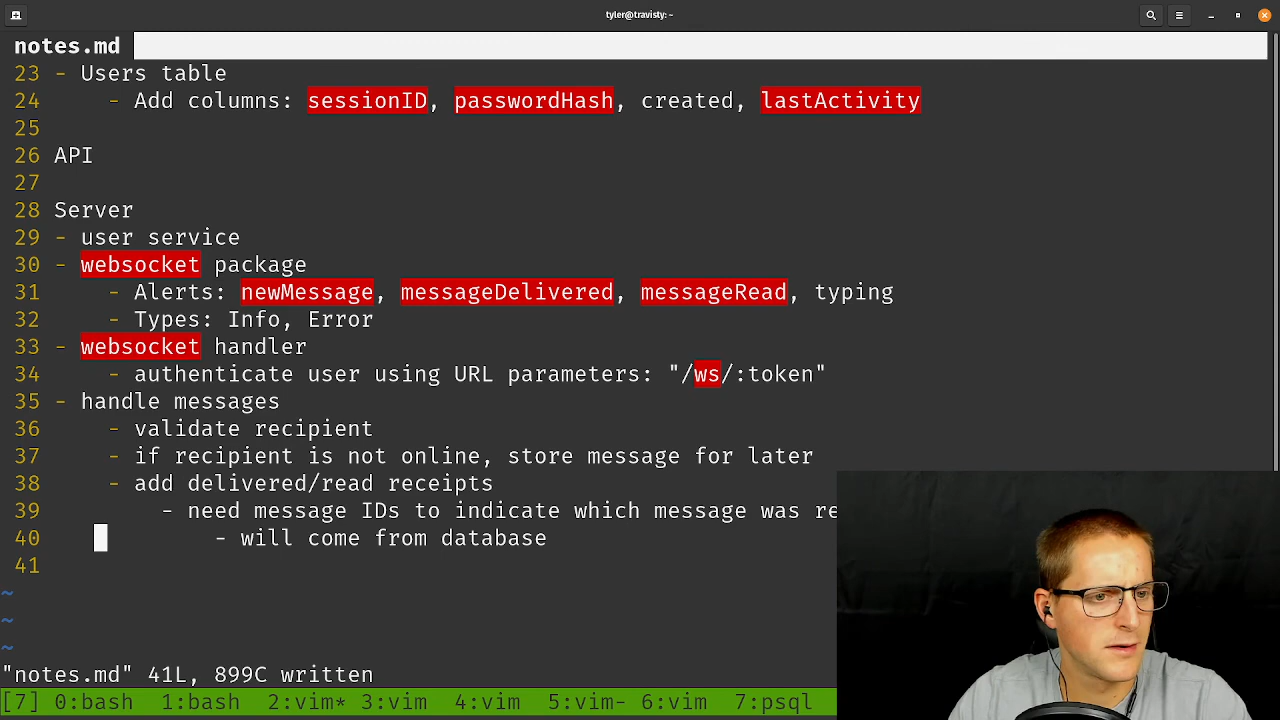 tyler@travisty: ~
notes.md
23 - Users table
24 - Add columns: sessionID, passwordHash, created, lastActivity
25
26 API
27
28 Server
29 - user service
30 - websocket package
31 - Alerts: newMessage, messageDelivered, messageRead, typing
32 - Types: Info, Error
33 - websocket handler
34 - authenticate user using URL parameters: "/ws/:token"
35 - handle messages
36 - validate recipient
37 - if recipient is not online, store message for later
38 - add delivered/read receipts
39 - need message IDs to indicate which message was
40 - will come from database
41
~
~
~
"notes.md" 41L, 899C written
[7] 0:bash 1:bash 2:vim* 3:vim 4:vim 5:vim- 6:vim 7:psql